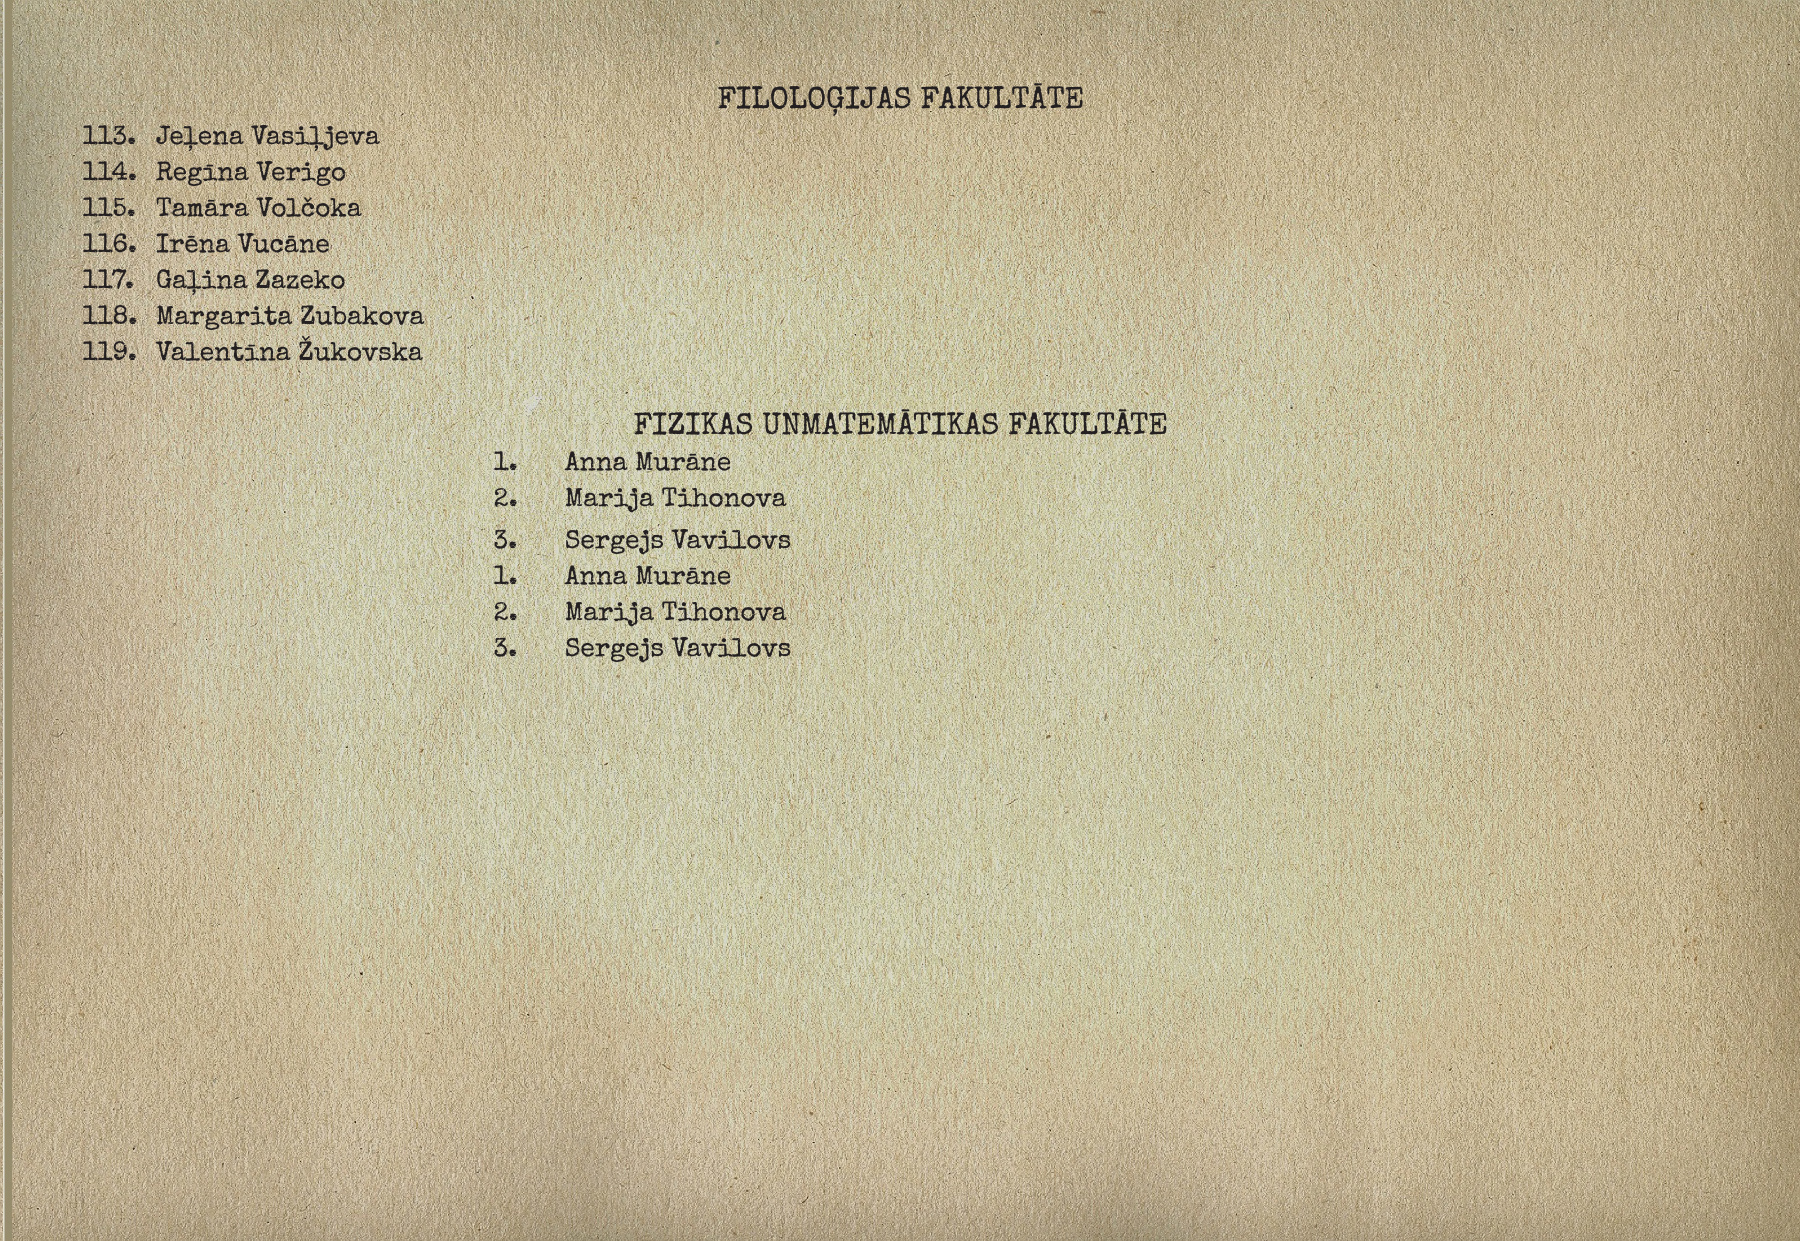 FILOLOĢIJAS FAKULTĀTE
113. Jeļena Vasiļjeva
114. Regīna Verigo
115. Tamāra Volčoka
116. Irēna Vucāne
117. Gaļina Zazeko
118. Margarita Zubakova
119. Valentīna Žukovska
FIZIKAS UNMATEMĀTIKAS FAKULTĀTE
1. Anna Murāne
2. Marija Tihonova
3. Sergejs Vavilovs
1. Anna Murāne
2. Marija Tihonova
3. Sergejs Vavilovs